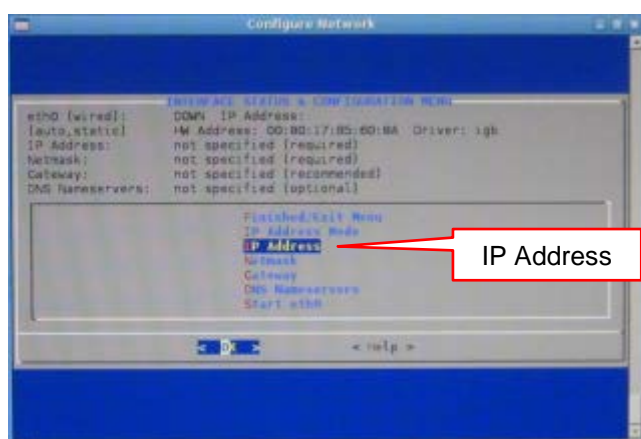 Configure Network
INTERFACE STATUS & CONFIGURATION MENU
eth0 [wired]: DOWN IP Address:
[auto,static] HW Address: 00:80:17:85:60:8A Driver: igb
IP Address: not specified (required)
Netmask: not specified (required)
Gateway: not specified (recommended)
DNS Nameservers: not specified (optional)
Finished/Exit Menu
IP Address Mode
IP Address
IP Address
Netmask
Gateway
DNS Nameservers
Start eth0
< OK >
< Help >